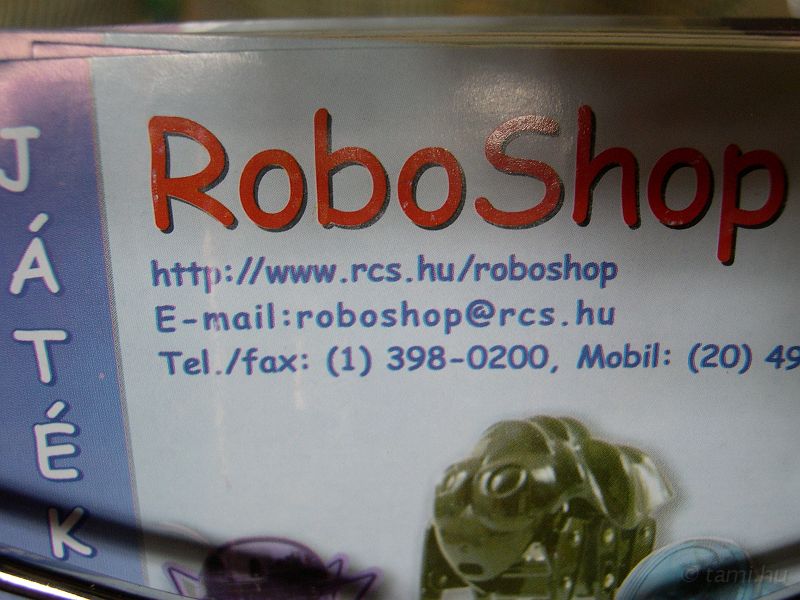 JÁTÉK
RoboShop
http://www.rcs.hu/roboshop
E-mail:roboshop@rcs.hu
Tel./fax: (1) 398-0200, Mobil: (20) 49
© tami.hu